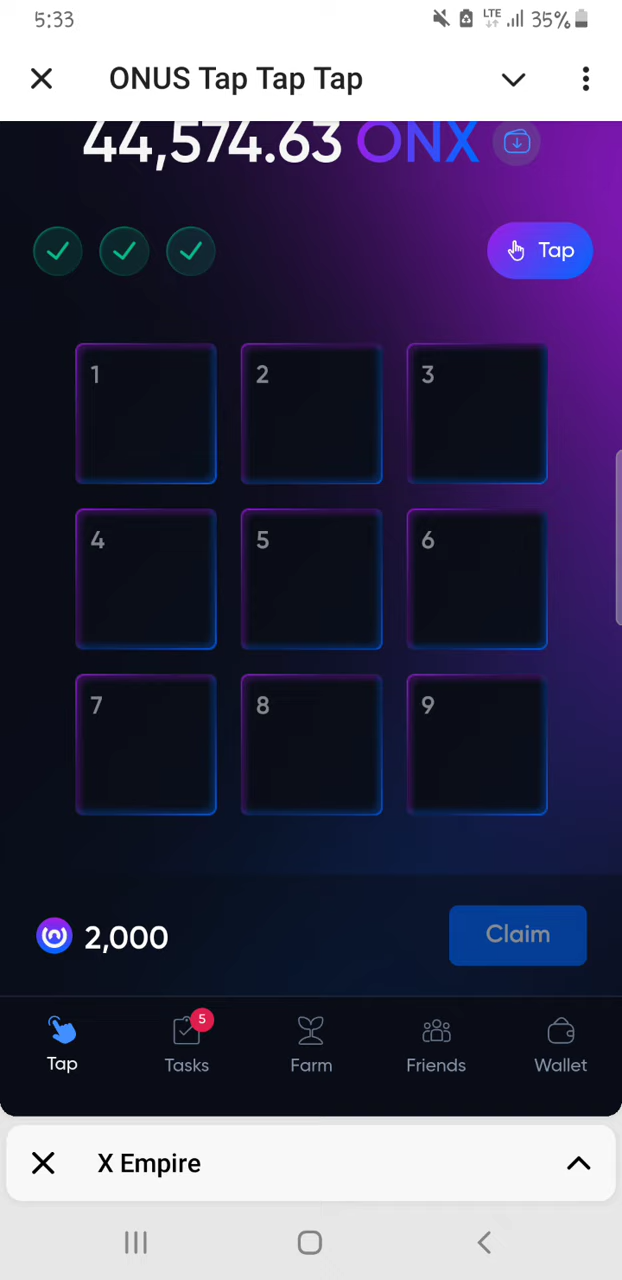 5:33
LTE 35%
ONUS Tap Tap Tap
44,574.63 ONX
Tap
1 2 3
4 5 6
7 8 9
2,000 Claim
5
Tap Tasks Farm Friends Wallet
X Empire